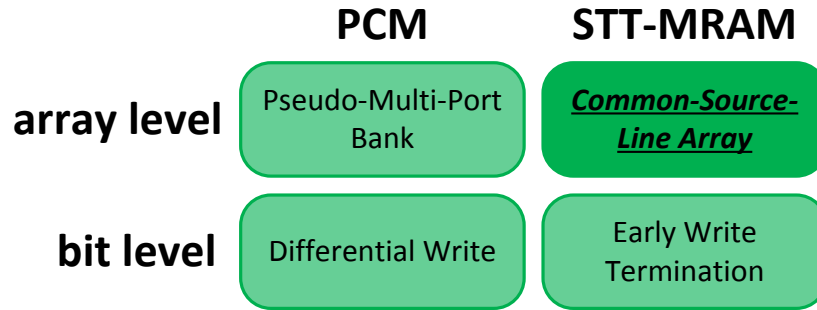 PCM STT-MRAM
array level
Pseudo-Multi-Port
Bank
Common-Source-
Line Array
bit level
Differential Write
Early Write
Termination